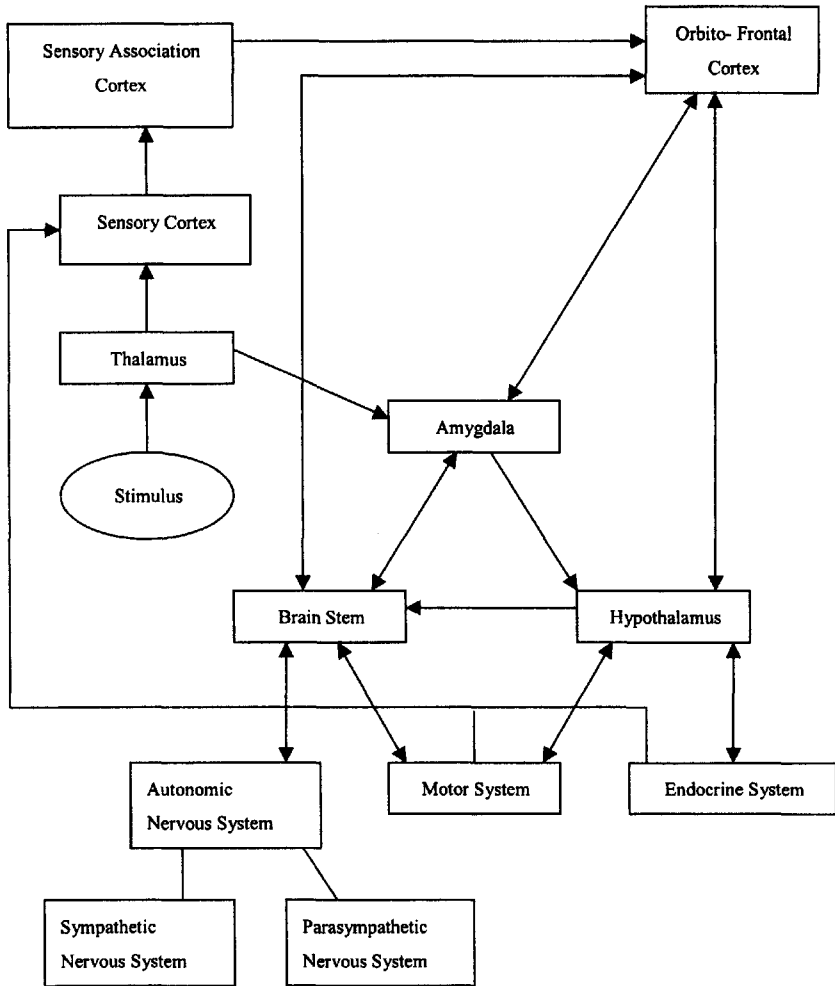 Sensory Association
Cortex
Orbito- Frontal
Cortex
Sensory Cortex
Thalamus
Amygdala
Stimulus
Brain Stem
Hypothalamus
Autonomic
Nervous System
Motor System
Endocrine System
Sympathetic
Nervous System
Parasympathetic
Nervous System